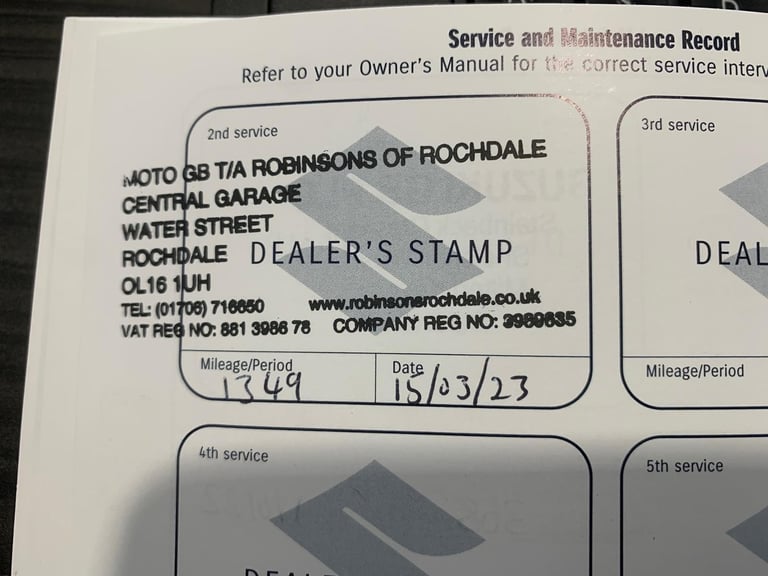 Service and Maintenance Record
Refer to your Owner's Manual for the correct service interv
2nd service
MOTO GB T/A ROBINSONS OF ROCHDALE
CENTRAL GARAGE
WATER STREET
ROCHDALE
DEALER'S STAMP
OL16 1UH
TEL: (01706) 716650 www.robinsonsrochdale.co.uk
VAT REG NO: 881 3986 78 COMPANY REG NO: 3989635
Mileage/Period
1349
Date
15/03/23
3rd service
DEAL
Mileage/Period
4th service
5th service